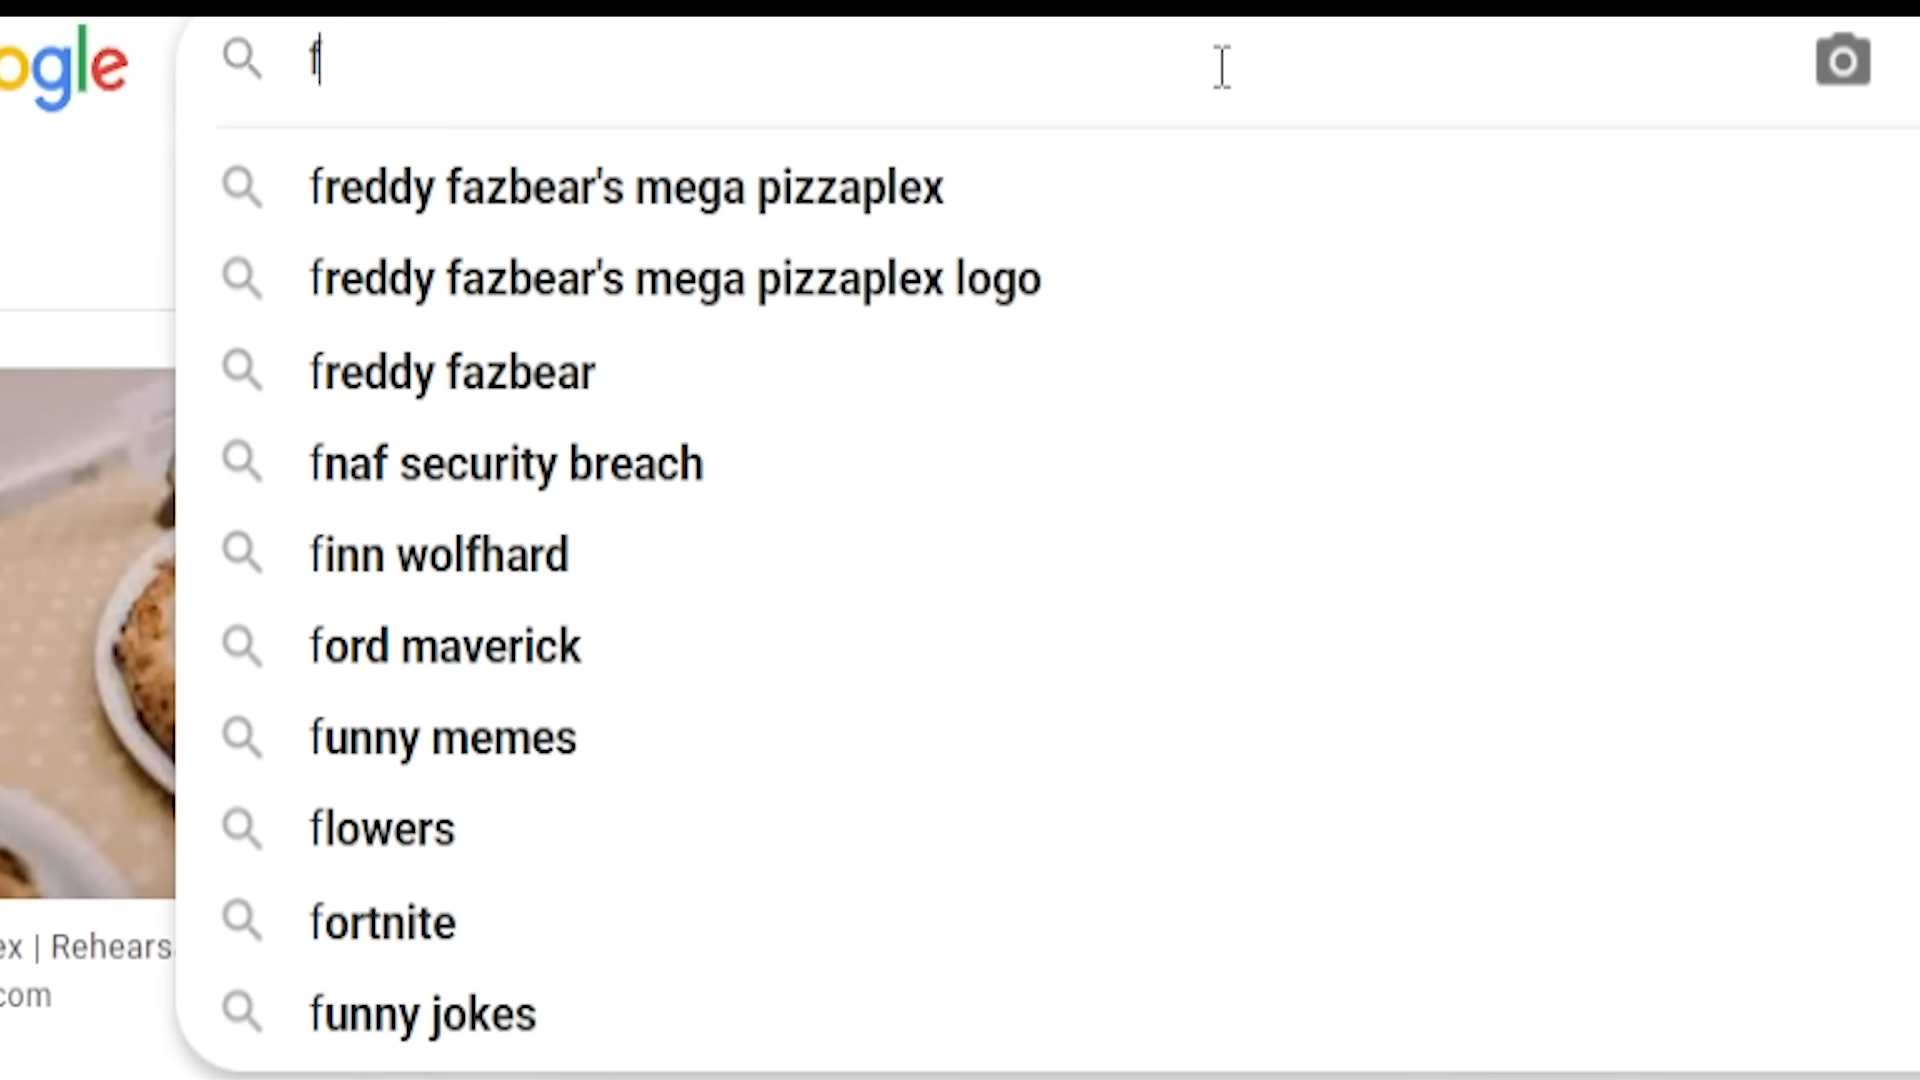 ogle
f
freddy fazbear's mega pizzaplex
freddy fazbear's mega pizzaplex logo
freddy fazbear
fnaf security breach
finn wolfhard
ford maverick
funny memes
flowers
fortnite
funny jokes
ex | Rehears
com